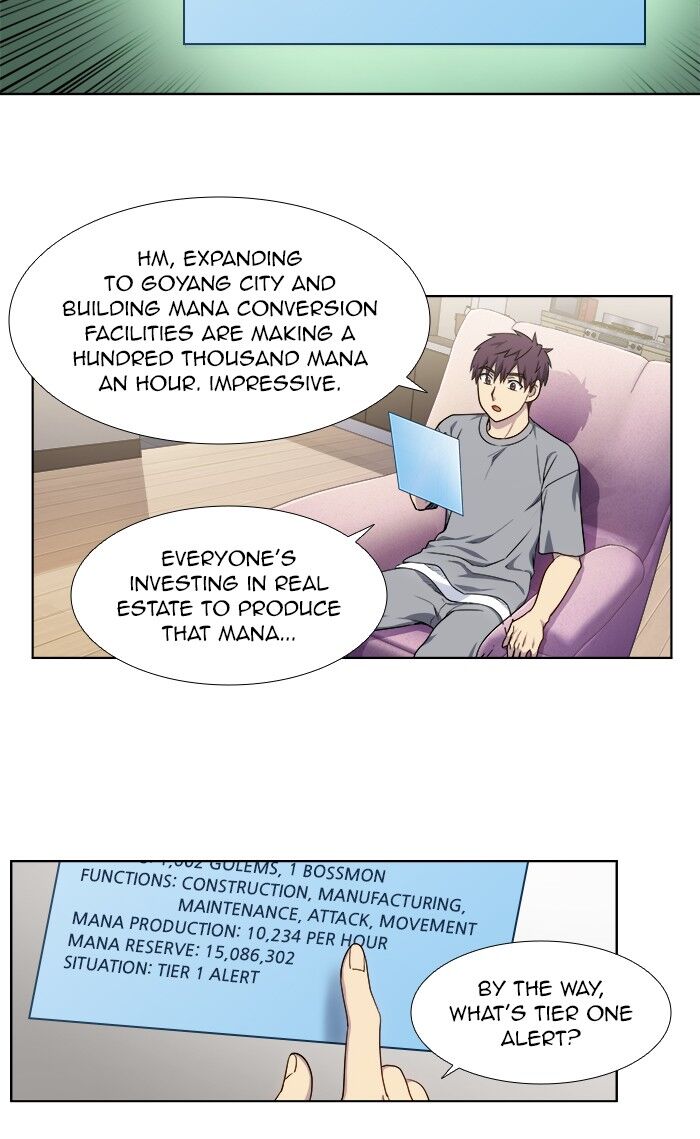 HM, EXPANDING
TO GOYANG CITY AND
BUILDING MANA CONVERSION
FACILITIES ARE MAKING A
HUNDRED THOUSAND MANA
AN HOUR. IMPRESSIVE.
EVERYONE'S
INVESTING IN REAL
ESTATE TO PRODUCE
THAT MANA...
1,002 GOLEMS, 1 BOSSMON
FUNCTIONS: CONSTRUCTION, MANUFACTURING,
MAINTENANCE, ATTACK, MOVEMENT
MANA PRODUCTION: 10,234 PER HOUR
MANA RESERVE: 15,086,302
SITUATION: TIER 1 ALERT
BY THE WAY,
WHAT'S TIER ONE
ALERT?